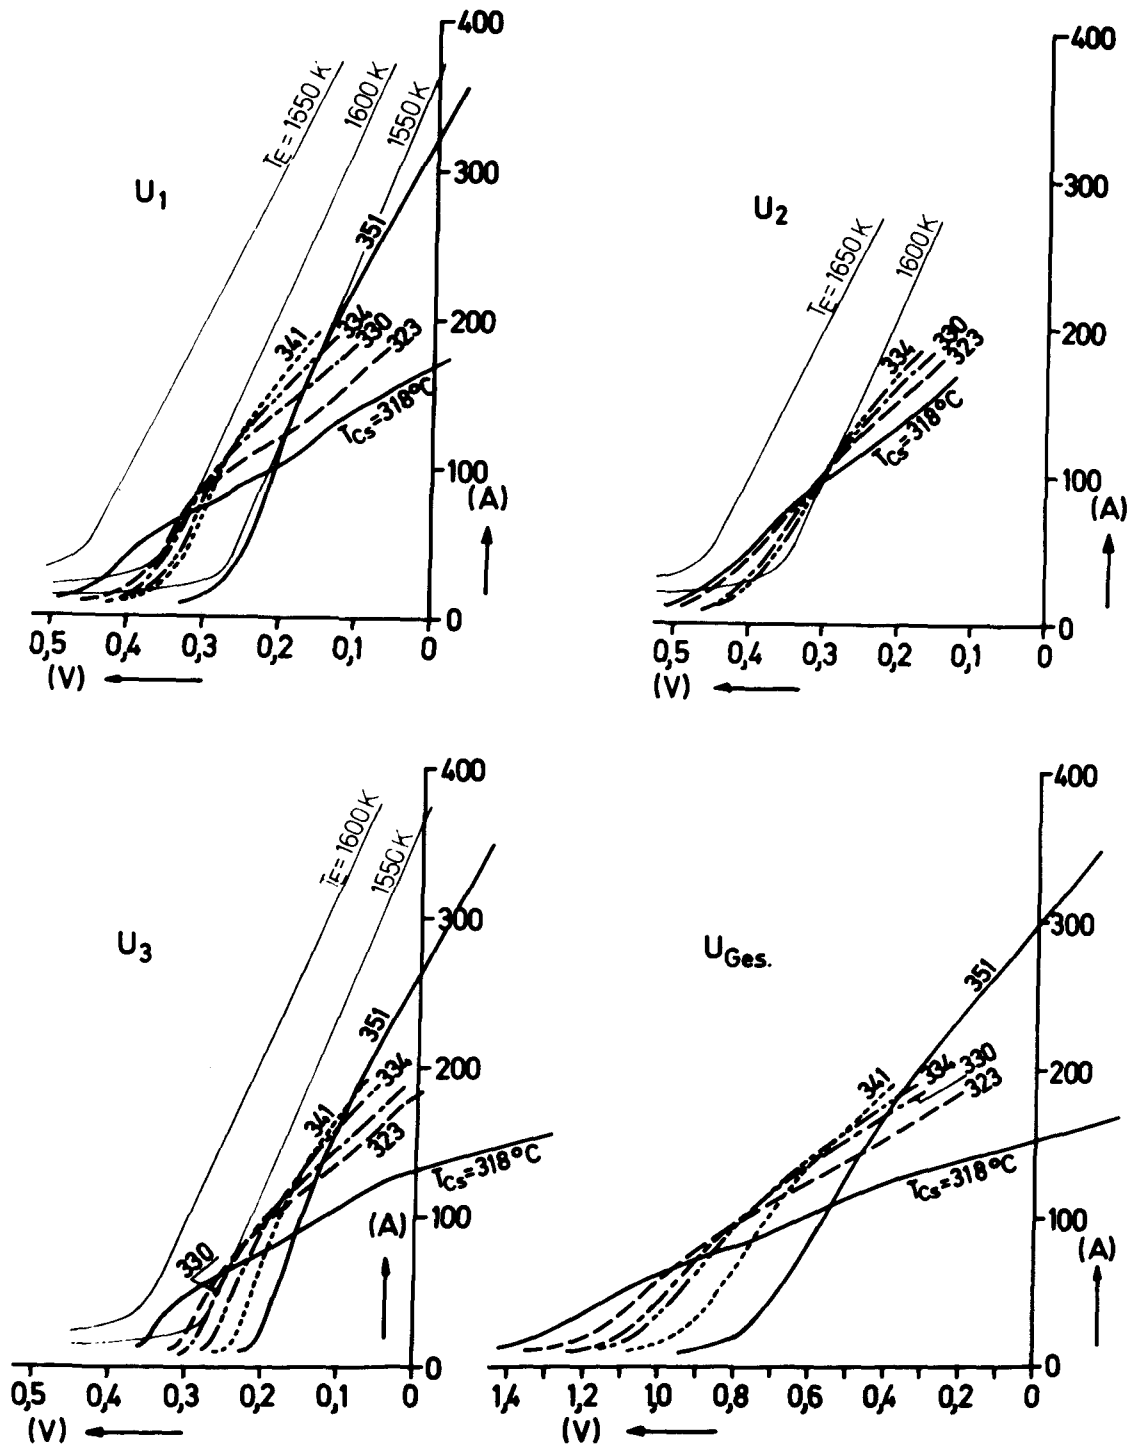 400
T_E = 1650 K
1600 K
1550 K
300
U₁
351
341
334
330
323
200
T_Cs = 318°C
100
(A)
0
0,5 0,4 0,3 0,2 0,1 0
(V)
400
300
U₂
T_E = 1650 K
1600 K
200
334
330
323
T_Cs = 318°C
100
(A)
0
0,5 0,4 0,3 0,2 0,1 0
(V)
400
T_E = 1600 K
1550 K
300
U₃
351
200
334
341
323
T_Cs = 318°C
100
(A)
330
0
0,5 0,4 0,3 0,2 0,1 0
(V)
400
300
U_Ges.
351
200
341
334
330
323
T_Cs = 318°C
100
(A)
0
1,4 1,2 1,0 0,8 0,6 0,4 0,2 0
(V)